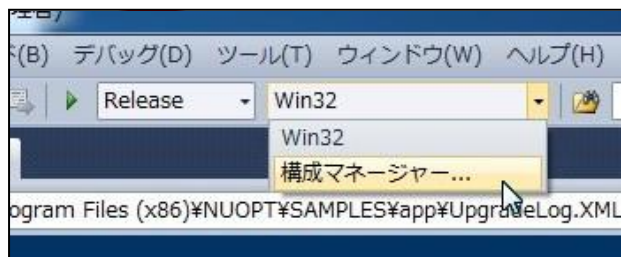 (B) デバッグ(D) ツール(T) ウィンドウ(W) ヘルプ(H)
Release Win32
Win32
構成マネージャー...
ogram Files (x86)¥NUOPT¥SAMPLES¥app¥UpgradeLog.XML